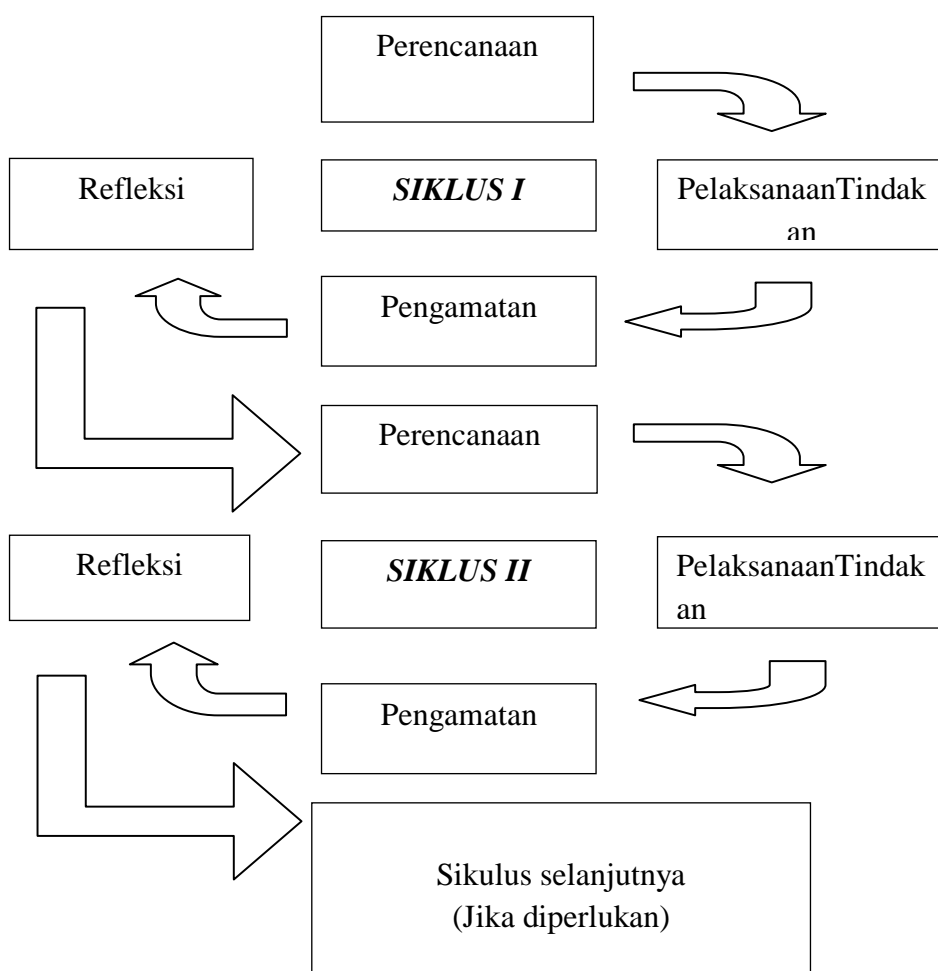 Perencanaan
Refleksi
SIKLUS I
PelaksanaanTindak
an
Pengamatan
Perencanaan
Refleksi
SIKLUS II
PelaksanaanTindak
an
Pengamatan
Sikulus selanjutnya
(Jika diperlukan)